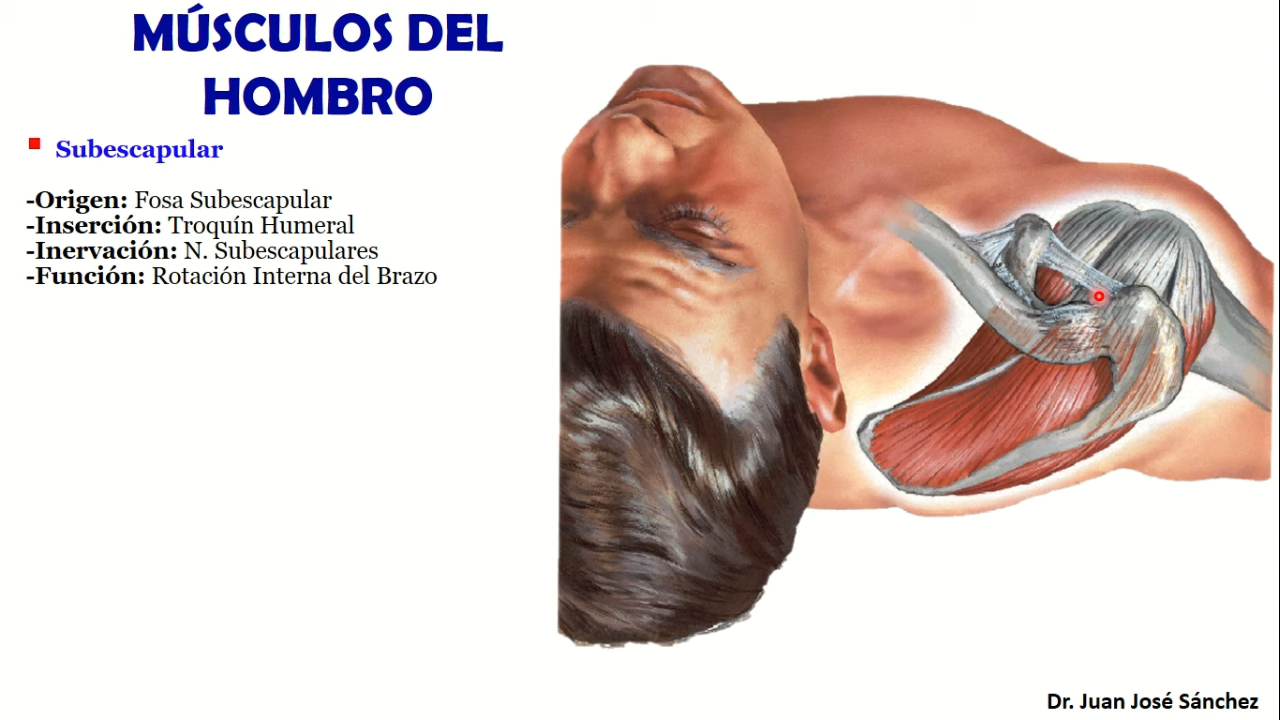 MÚSCULOS DEL
HOMBRO
Subescapular
-Origen: Fosa Subescapular
-Inserción: Troquín Humeral
-Inervación: N. Subescapulares
-Función: Rotación Interna del Brazo
Dr. Juan José Sánchez